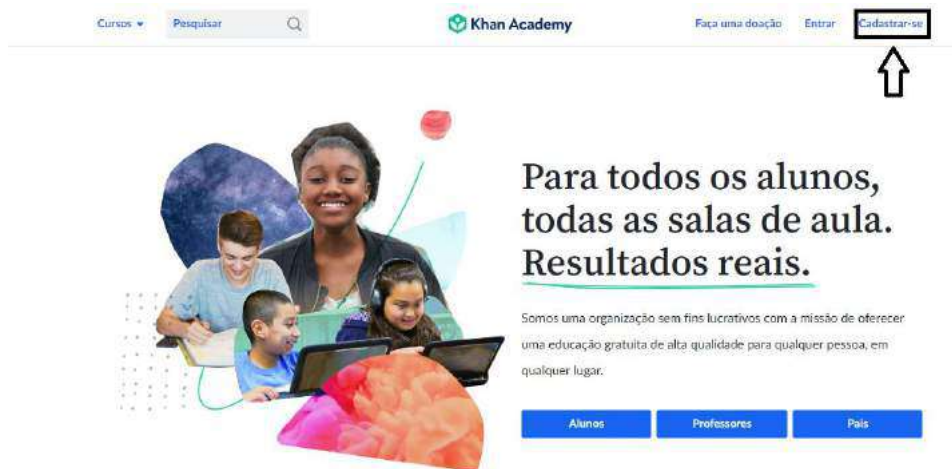 Cursos Pesquisar Khan Academy Faça uma doação Entrar Cadastrar-se
Para todos os alunos,
todas as salas de aula.
Resultados reais.
Somos uma organização sem fins lucrativos com a missão de oferecer
uma educação gratuita de alta qualidade para qualquer pessoa, em
qualquer lugar.
Alunos Professores Pais